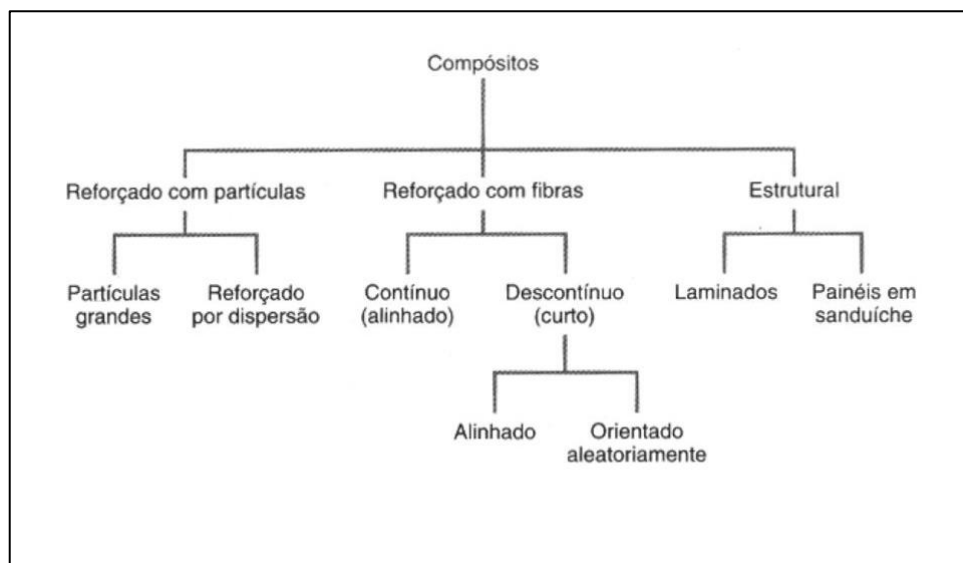 Compósitos
Reforçado com partículas
Reforçado com fibras
Estrutural
Partículas
grandes
Reforçado
por dispersão
Contínuo
(alinhado)
Descontínuo
(curto)
Laminados
Painéis em
sanduíche
Alinhado
Orientado
aleatoriamente